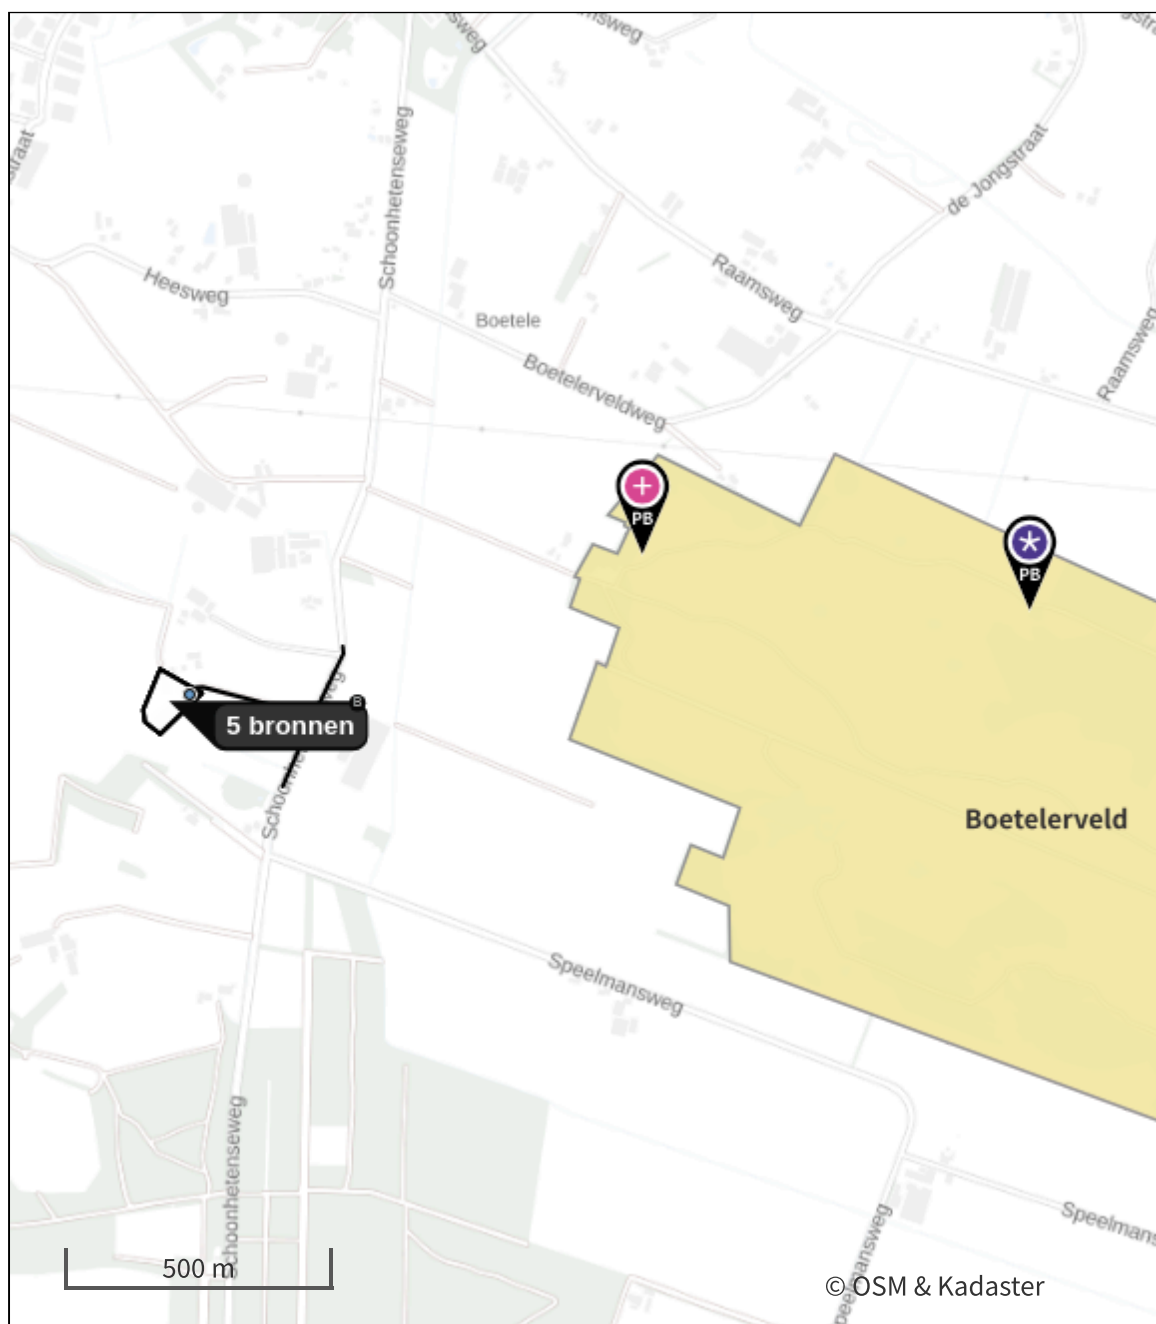 straat
Schoonhetenseweg
de Jongstraat
Heesweg
Raamsweg
Boetele
Raamsweg
Boetelerveldweg
PB
PB
5 bronnen
B
Boetelerveld
Speelmansweg
Schoonhetenseweg
Speelmans
500 m
© OSM & Kadaster